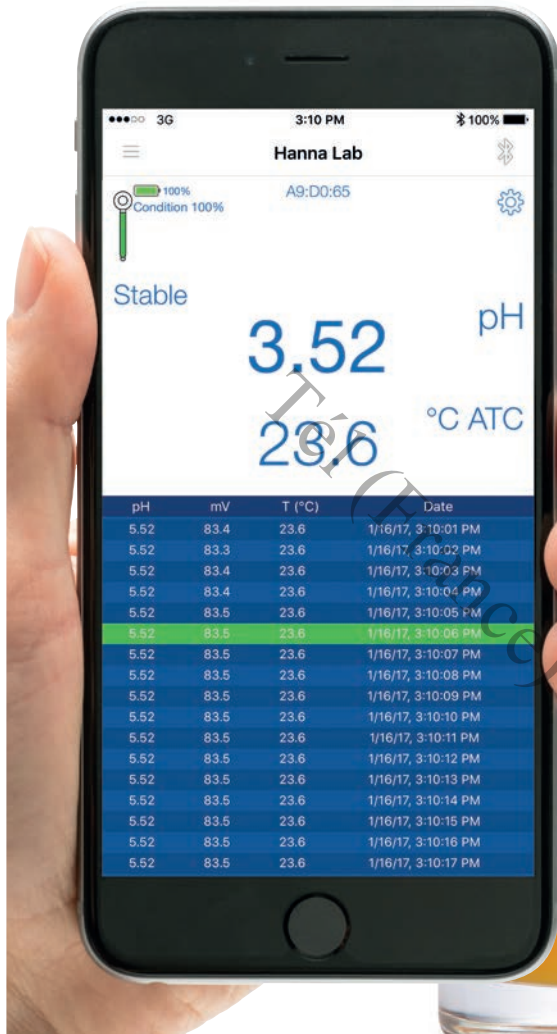 3G 3:10 PM 100%
Hanna Lab
100% A9:D0:65
Condition 100%
Stable
3.52 pH
23.6 °C ATC
pH mV T (°C) Date
5.52 83.4 23.6 1/16/17, 3:10:01 PM
5.52 83.3 23.6 1/16/17, 3:10:02 PM
5.52 83.4 23.6 1/16/17, 3:10:03 PM
5.52 83.4 23.6 1/16/17, 3:10:04 PM
5.52 83.5 23.6 1/16/17, 3:10:05 PM
5.52 83.5 23.6 1/16/17, 3:10:06 PM
5.52 83.5 23.6 1/16/17, 3:10:07 PM
5.52 83.5 23.6 1/16/17, 3:10:08 PM
5.52 83.5 23.6 1/16/17, 3:10:09 PM
5.52 83.5 23.6 1/16/17, 3:10:10 PM
5.52 83.5 23.6 1/16/17, 3:10:11 PM
5.52 83.5 23.6 1/16/17, 3:10:12 PM
5.52 83.5 23.6 1/16/17, 3:10:13 PM
5.52 83.5 23.6 1/16/17, 3:10:14 PM
5.52 83.5 23.6 1/16/17, 3:10:15 PM
5.52 83.5 23.6 1/16/17, 3:10:16 PM
5.52 83.5 23.6 1/16/17, 3:10:17 PM
Tél (France)